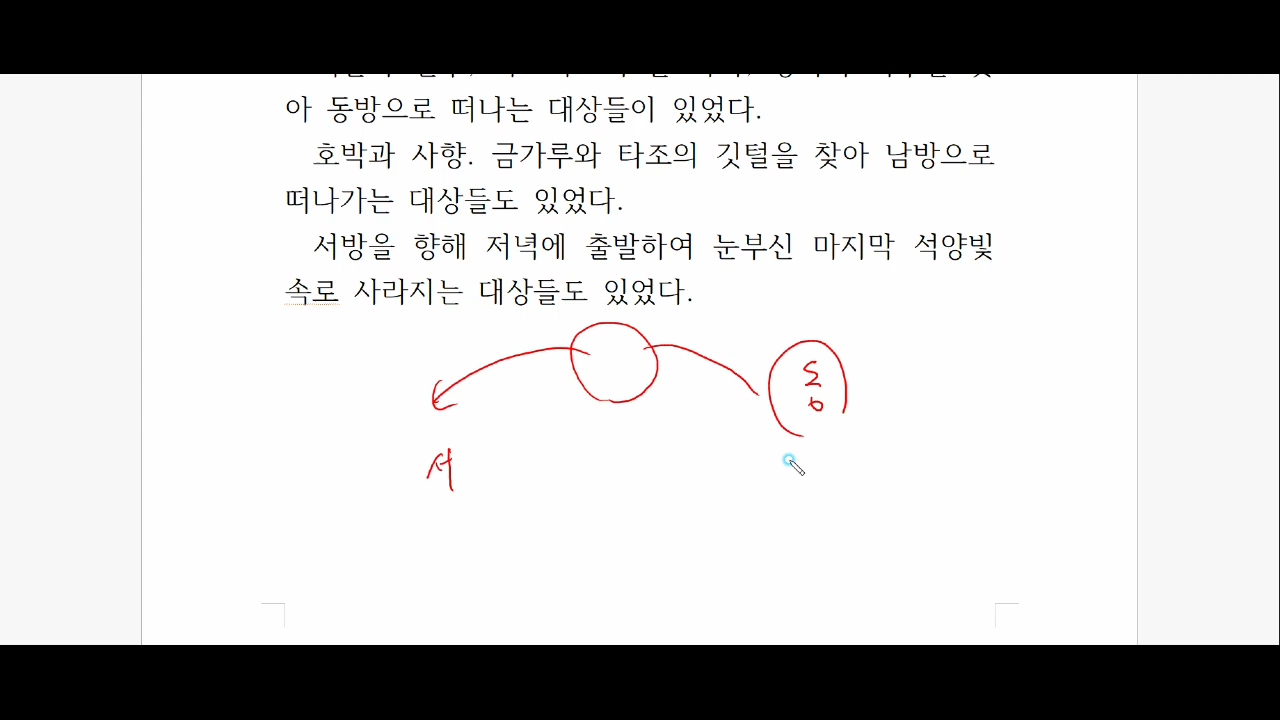 아 동방으로 떠나는 대상들이 있었다.
호박과 사향. 금가루와 타조의 깃털을 찾아 남방으로
떠나가는 대상들도 있었다.
서방을 향해 저녁에 출발하여 눈부신 마지막 석양빛
속로 사라지는 대상들도 있었다.
동
서